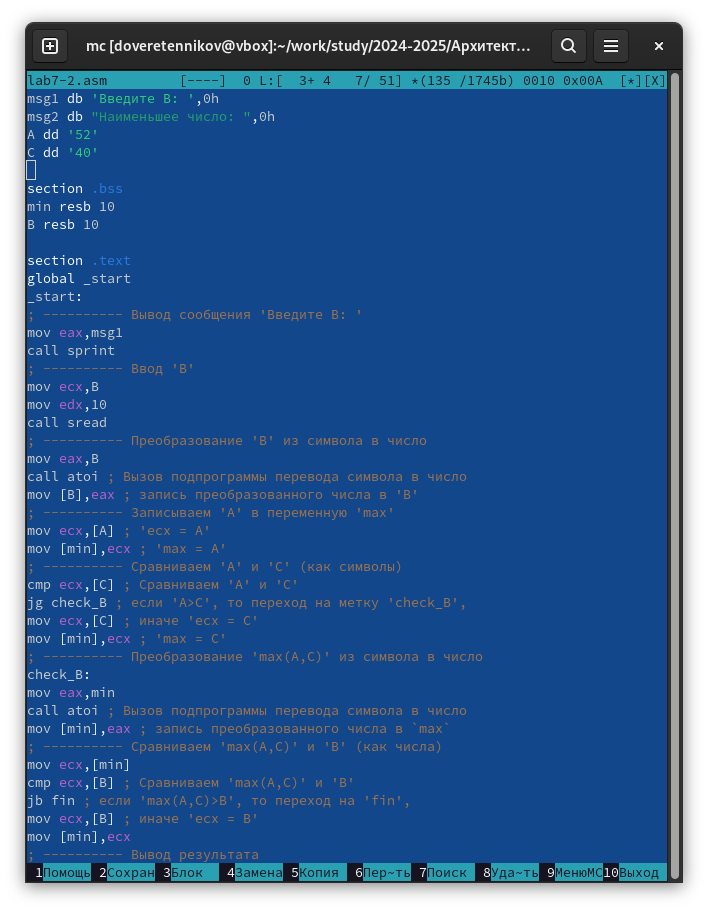 mc [doveretennikov@vbox]:~/work/study/2024-2025/Архитект…
lab7-2.asm [----] 0 L:[ 3+ 4 7/ 51] *(135 /1745b) 0010 0x00A [*][X]
msg1 db 'Введите B: ',0h
msg2 db "Наименьшее число: ",0h
A dd '52'
C dd '40'
section .bss
min resb 10
B resb 10
section .text
global _start
_start:
; ---------- Вывод сообщения 'Введите B: '
mov eax,msg1
call sprint
; ---------- Ввод 'B'
mov ecx,B
mov edx,10
call sread
; ---------- Преобразование 'B' из символа в число
mov eax,B
call atoi ; Вызов подпрограммы перевода символа в число
mov [B],eax ; запись преобразованного числа в 'B'
; ---------- Записываем 'A' в переменную 'max'
mov ecx,[A] ; 'ecx = A'
mov [min],ecx ; 'max = A'
; ---------- Сравниваем 'A' и 'С' (как символы)
cmp ecx,[C] ; Сравниваем 'A' и 'С'
jg check_B ; если 'A>C', то переход на метку 'check_B',
mov ecx,[C] ; иначе 'ecx = C'
mov [min],ecx ; 'max = C'
; ---------- Преобразование 'max(A,C)' из символа в число
check_B:
mov eax,min
call atoi ; Вызов подпрограммы перевода символа в число
mov [min],eax ; запись преобразованного числа в `max`
; ---------- Сравниваем 'max(A,C)' и 'B' (как числа)
mov ecx,[min]
cmp ecx,[B] ; Сравниваем 'max(A,C)' и 'B'
jb fin ; если 'max(A,C)>B', то переход на 'fin',
mov ecx,[B] ; иначе 'ecx = B'
mov [min],ecx
; ---------- Вывод результата
1Помощь 2Сохран 3Блок 4Замена 5Копия 6Пер~ть 7Поиск 8Уда~ть 9МенюMC 10Выход